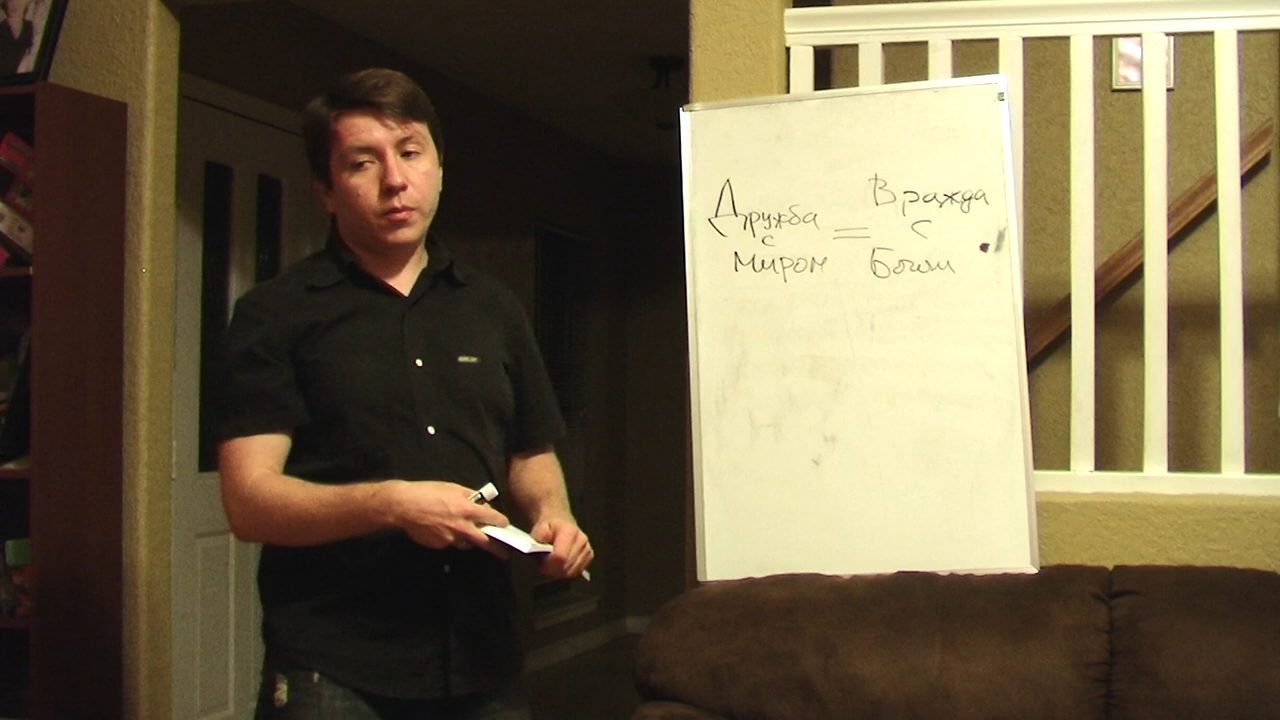 Дружба
с
Миром
=
Вражда
с
Богом